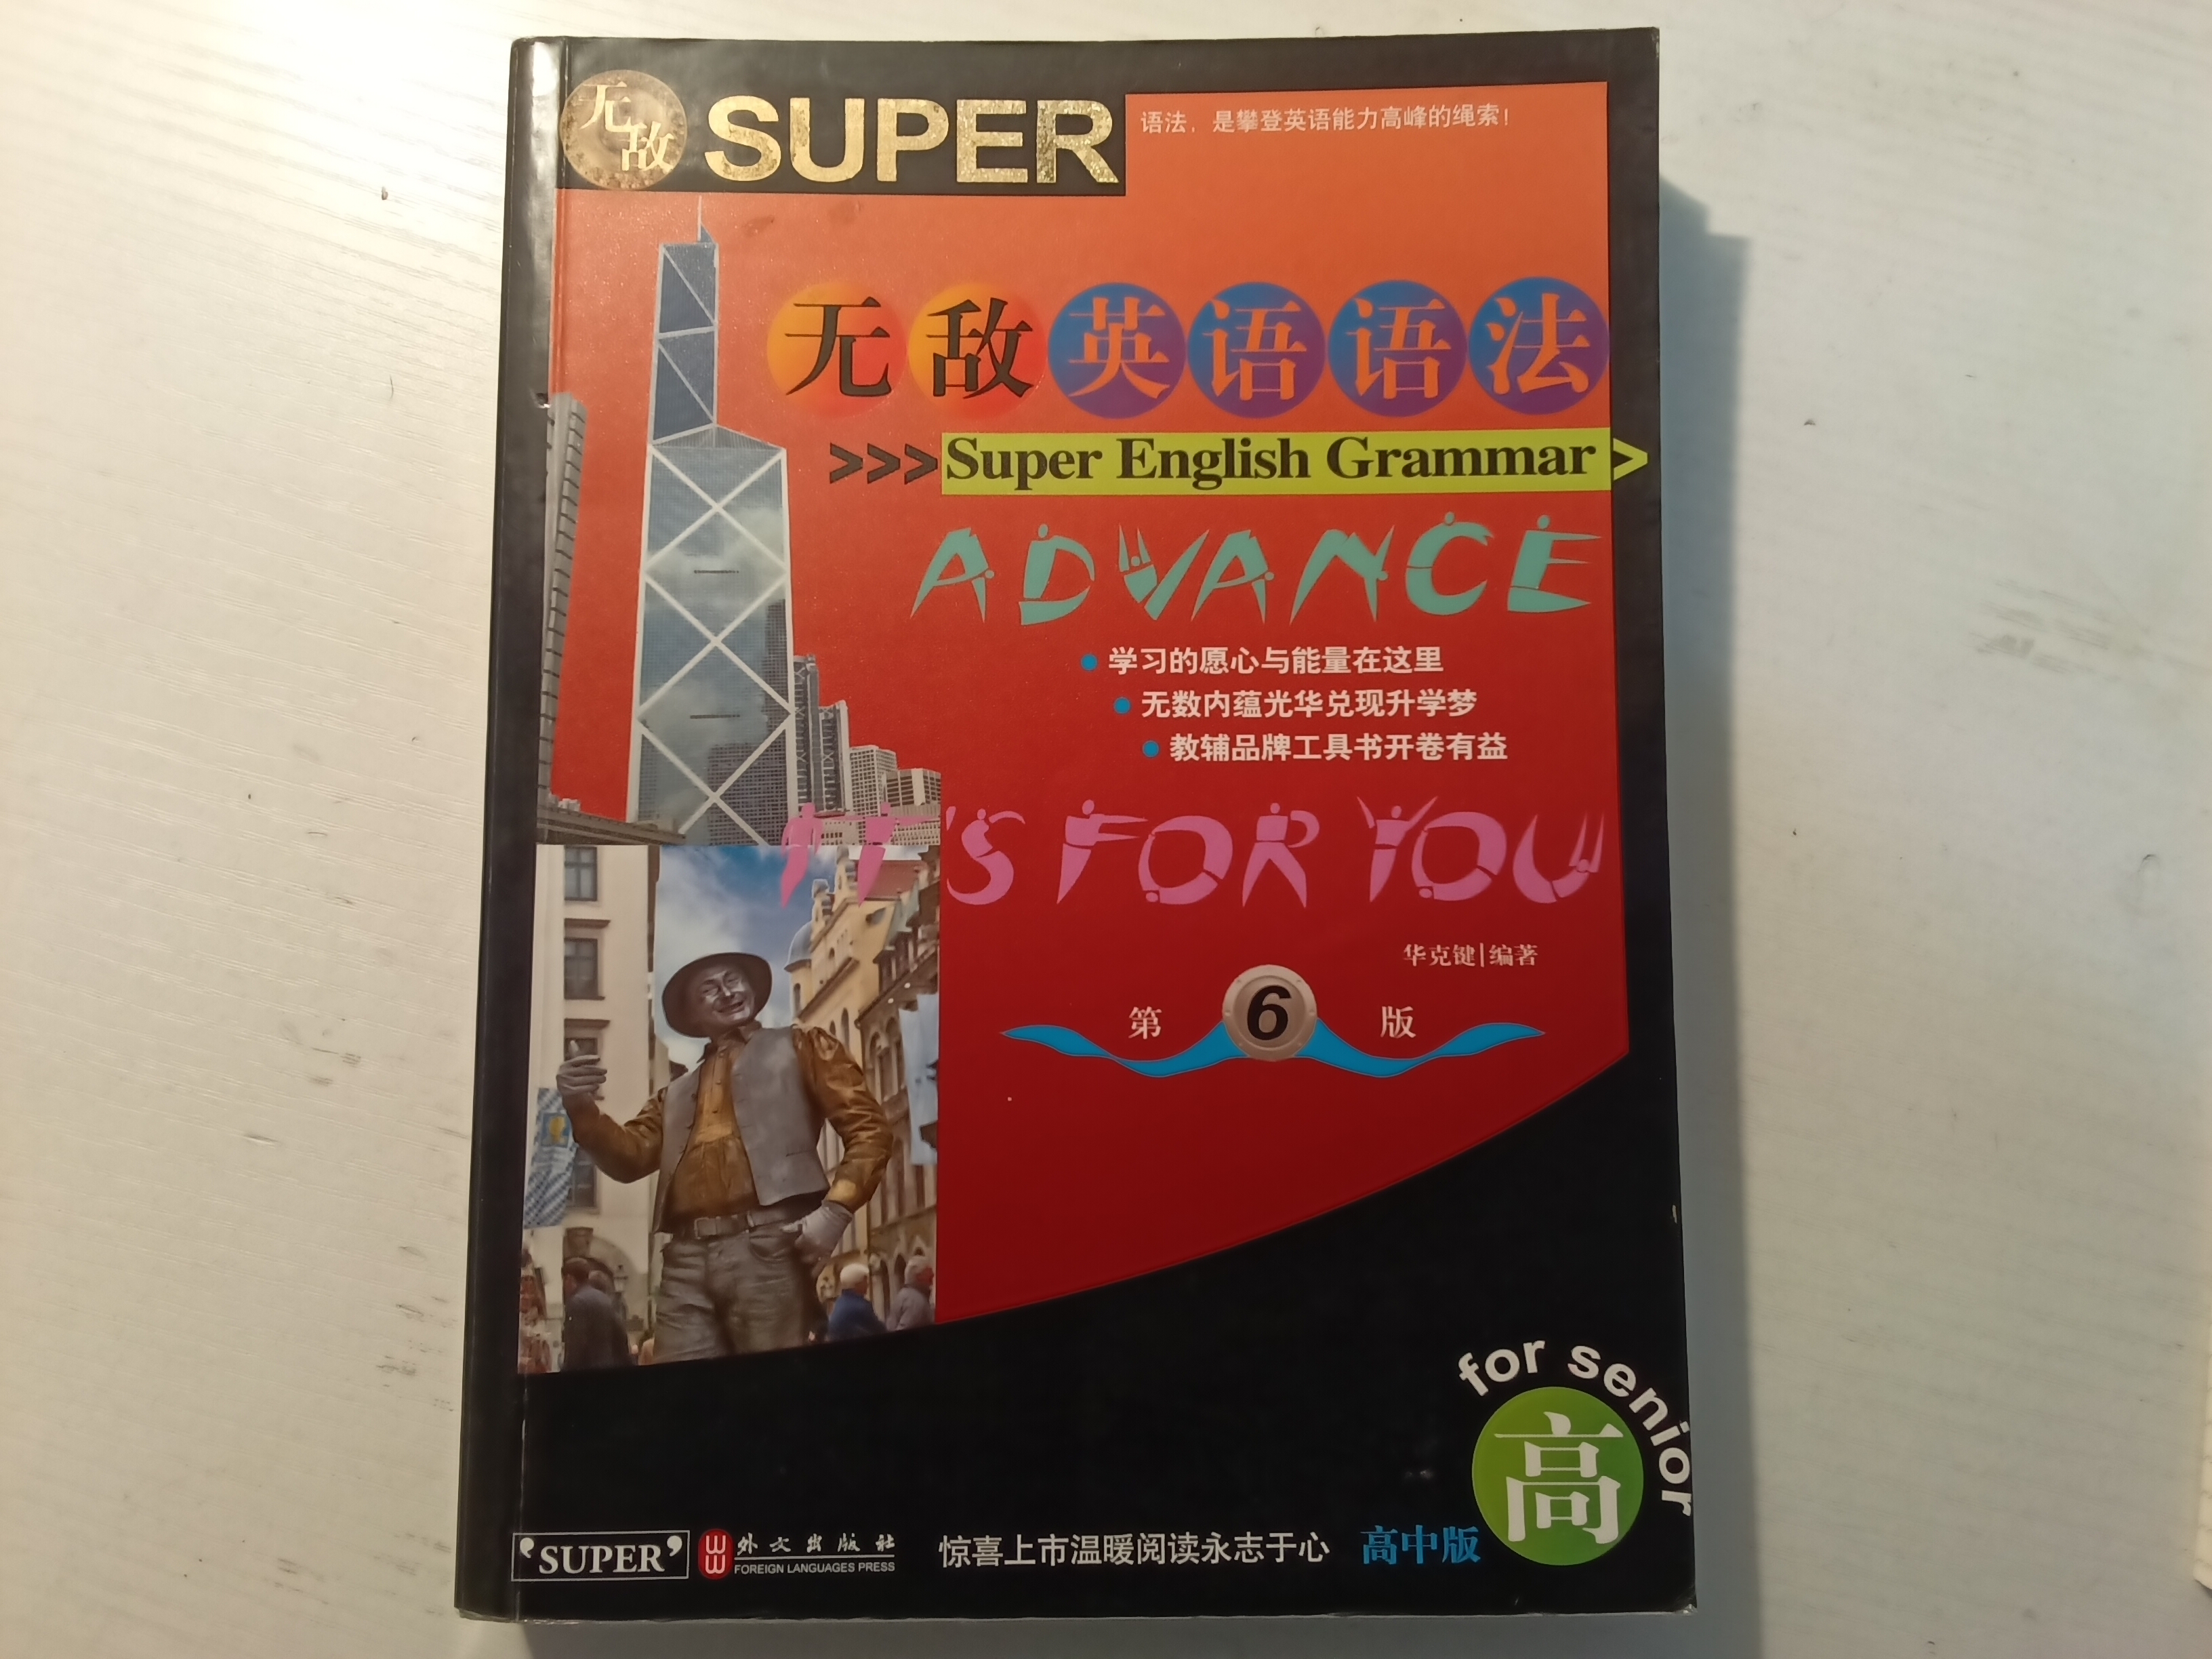 无敌 SUPER
语法，是攀登英语能力高峰的绳索！
无敌英语语法
>>>Super English Grammar>
ADVANCE
学习的愿心与能量在这里
无数内蕴光华兑现升学梦
教辅品牌工具书开卷有益
IT'S FOR YOU
华克键|编著
第6版
for senior
高
'SUPER' 外文出版社 惊喜上市温暖阅读永志于心 高中版
FOREIGN LANGUAGES PRESS